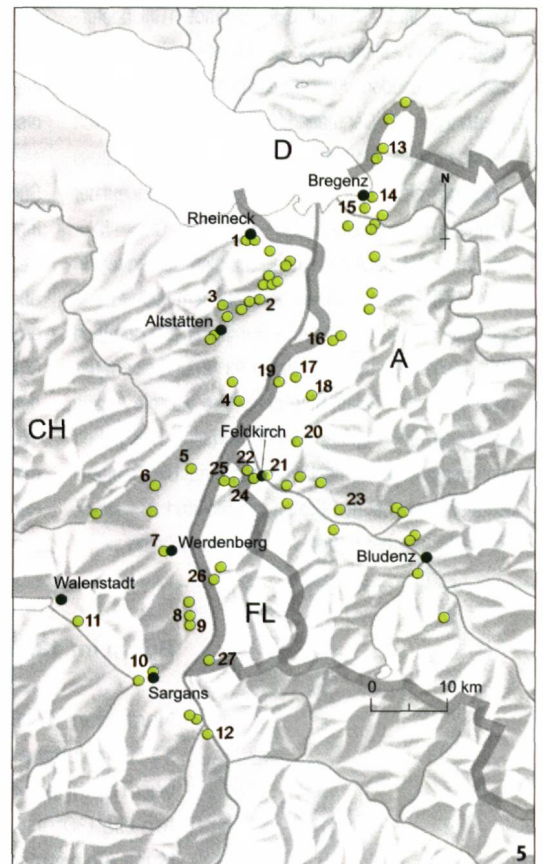 13
D
N
Bregenz
14
15
Rheineck
1
3
2
Altstätten
16
A
19
17
4
18
CH
Feldkirch
20
5
22
21
25
6
24
23
7
Werdenberg
Bludenz
26
Walenstadt
8
FL
11
9
10
27
0 10 km
Sargans
12
5